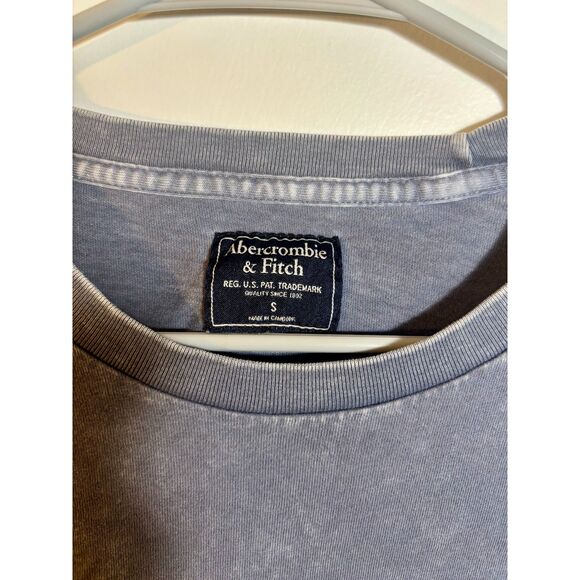 Abercrombie
& Fitch
REG. U.S. PAT. TRADEMARK
QUALITY SINCE 1892
S
MADE IN CAMBODIA